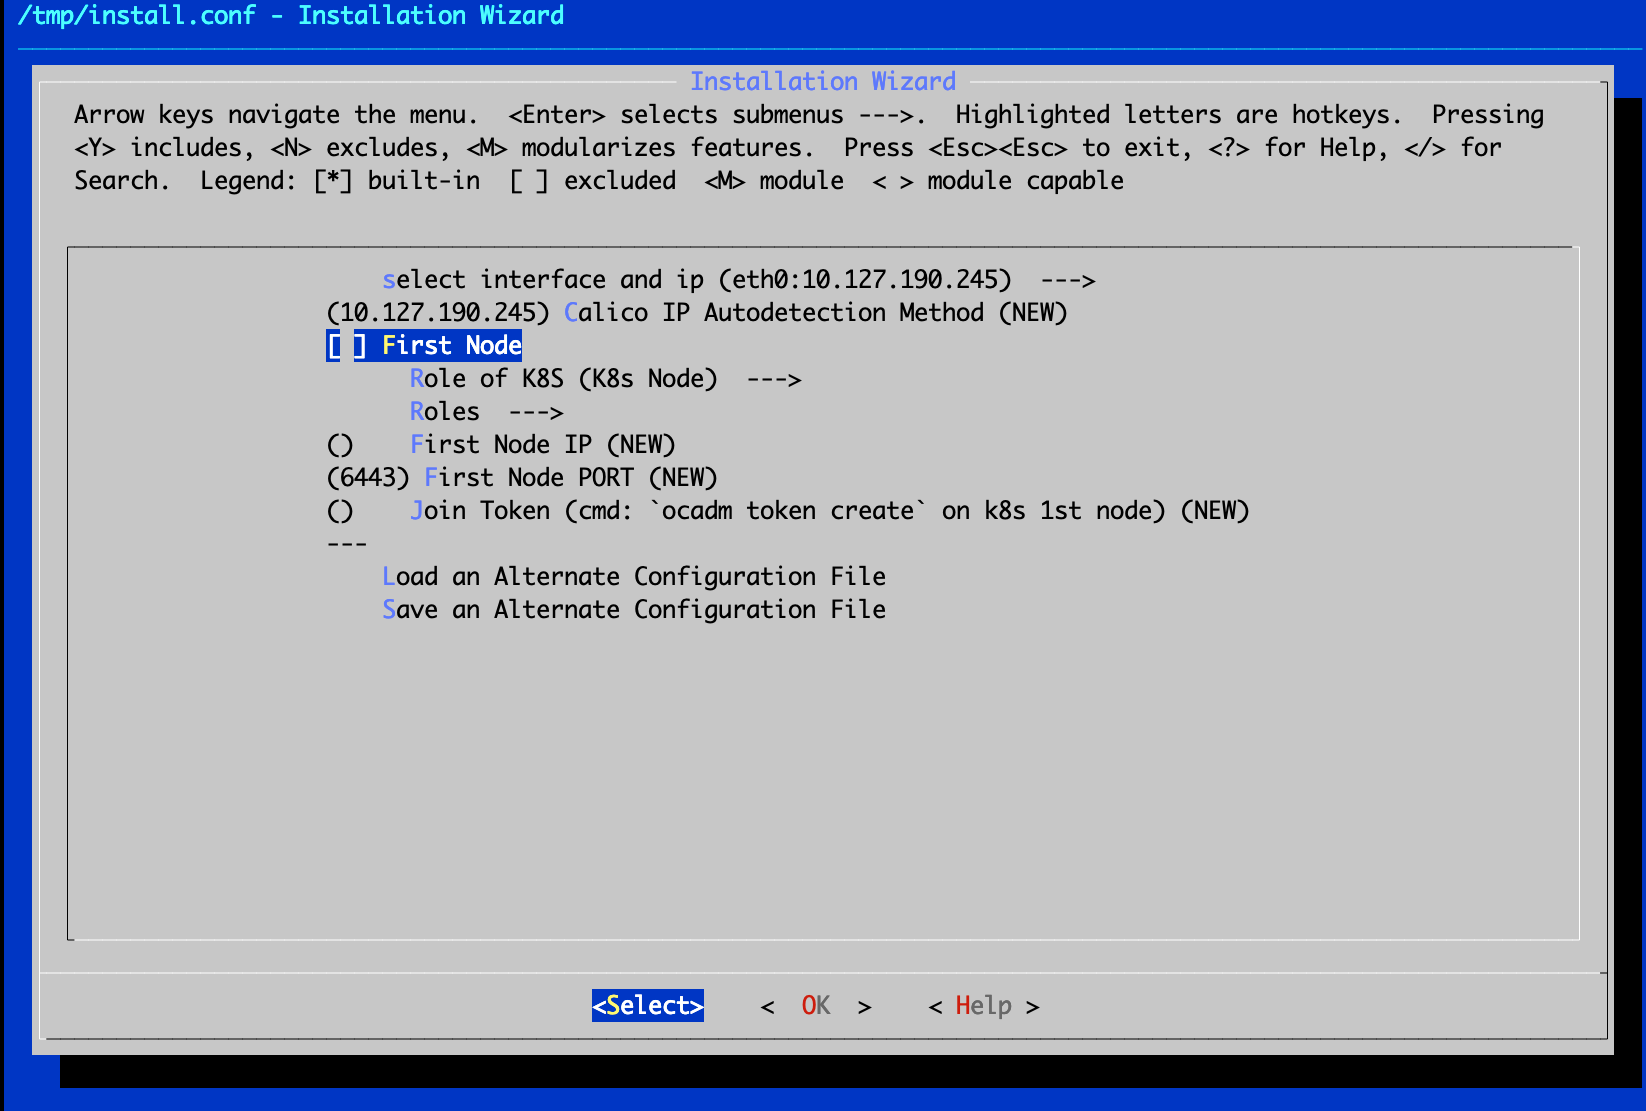 /tmp/install.conf - Installation Wizard
Installation Wizard
Arrow keys navigate the menu.  <Enter> selects submenus --->.  Highlighted letters are hotkeys.  Pressing
<Y> includes, <N> excludes, <M> modularizes features.  Press <Esc><Esc> to exit, <?> for Help, </> for
Search.  Legend: [*] built-in  [ ] excluded  <M> module  < > module capable
select interface and ip (eth0:10.127.190.245)  --->
(10.127.190.245) Calico IP Autodetection Method (NEW)
[ ] First Node
Role of K8S (K8s Node)  --->
Roles  --->
()    First Node IP (NEW)
(6443) First Node PORT (NEW)
()    Join Token (cmd: `ocadm token create` on k8s 1st node) (NEW)
---
Load an Alternate Configuration File
Save an Alternate Configuration File
<Select>    <  OK  >    < Help >